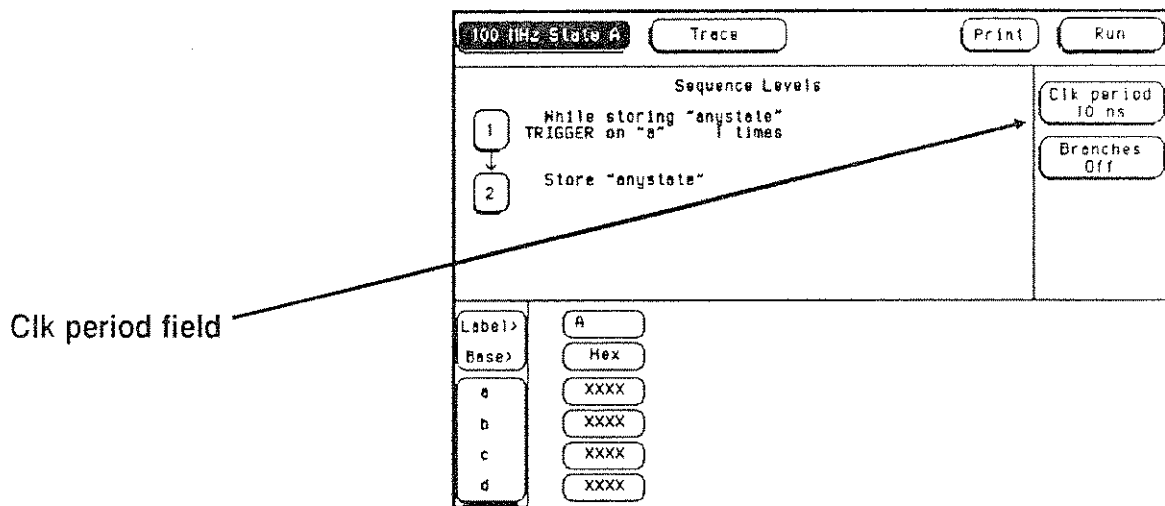 100 MHz State A Trace Print Run
Sequence Levels
Clk period
10 ns
While storing "anystate"
1
TRIGGER on "a" 1 times
Branches
Off
Store "anystate"
2
Clk period field
Label> A
Base> Hex
a XXXX
b XXXX
c XXXX
d XXXX